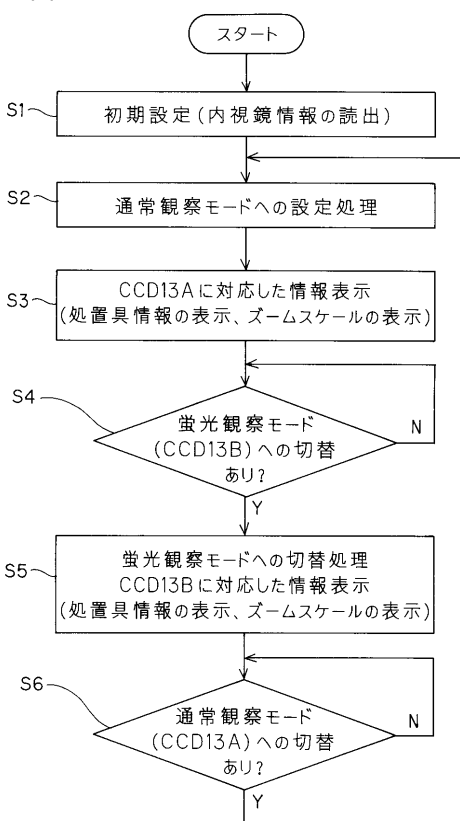 スタート
S1
初期設定(内視鏡情報の読出)
S2
通常観察モードへの設定処理
S3
CCD13Aに対応した情報表示
(処置具情報の表示、ズームスケールの表示)
S4
蛍光観察モード
(CCD13B)への切替
あり?
N
Y
S5
蛍光観察モードへの切替処理
CCD13Bに対応した情報表示
(処置具情報の表示、ズームスケールの表示)
S6
通常観察モード
(CCD13A)への切替
あり?
N
Y